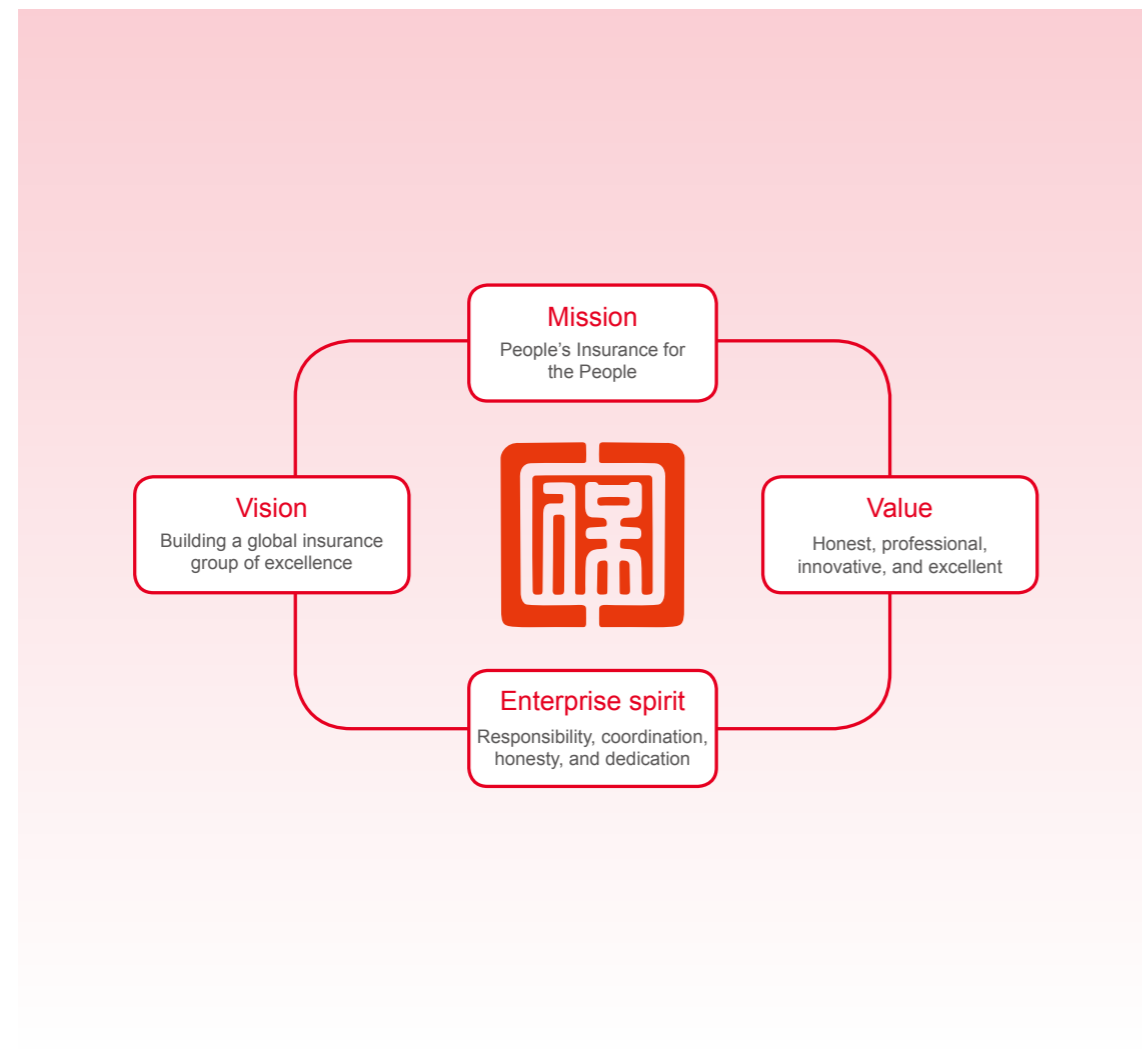 Mission
People’s Insurance for
the People
保
Vision
Building a global insurance
group of excellence
Value
Honest, professional,
innovative, and excellent
Enterprise spirit
Responsibility, coordination,
honesty, and dedication